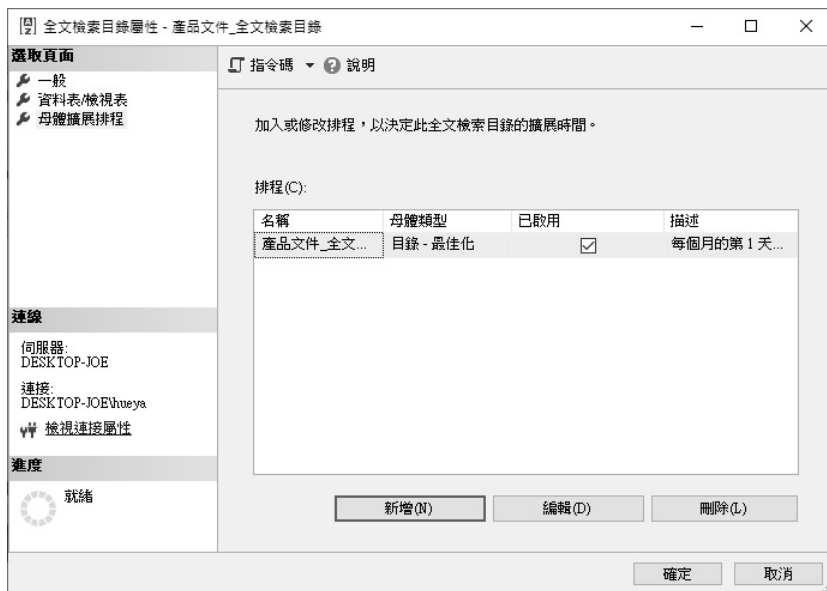 全文檢索目錄屬性 - 產品文件_全文檢索目錄
選取頁面
一般
資料表/檢視表
母體擴展排程
連線
伺服器:
DESKTOP-JOE
連接:
DESKTOP-JOE\hueya
檢視連接屬性
進度
就緒
指令碼 說明
加入或修改排程，以決定此全文檢索目錄的擴展時間。
排程(C):
名稱 母體類型 已啟用 描述
產品文件_全文... 目錄 - 最佳化 每個月的第 1 天...
新增(N) 編輯(D) 刪除(L)
確定 取消